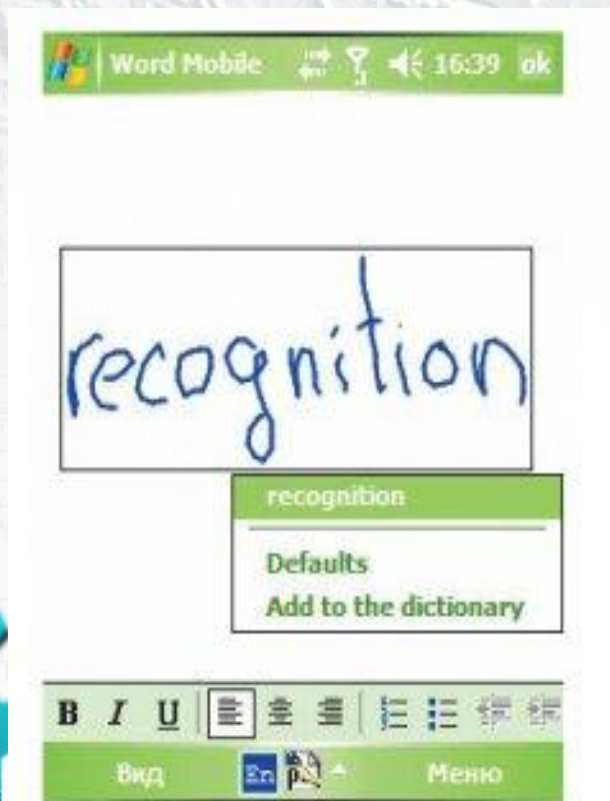 Word Mobile 16:39 ok
recognition
recognition
Defaults
Add to the dictionary
B I U
Вид En Меню